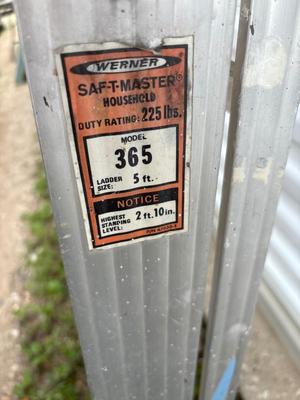 WERNER
SAF-T-MASTER®
HOUSEHOLD
DUTY RATING: 225 lbs.
MODEL
365
LADDER SIZE: 5 ft.
NOTICE
HIGHEST STANDING LEVEL: 2 ft. 10 in.